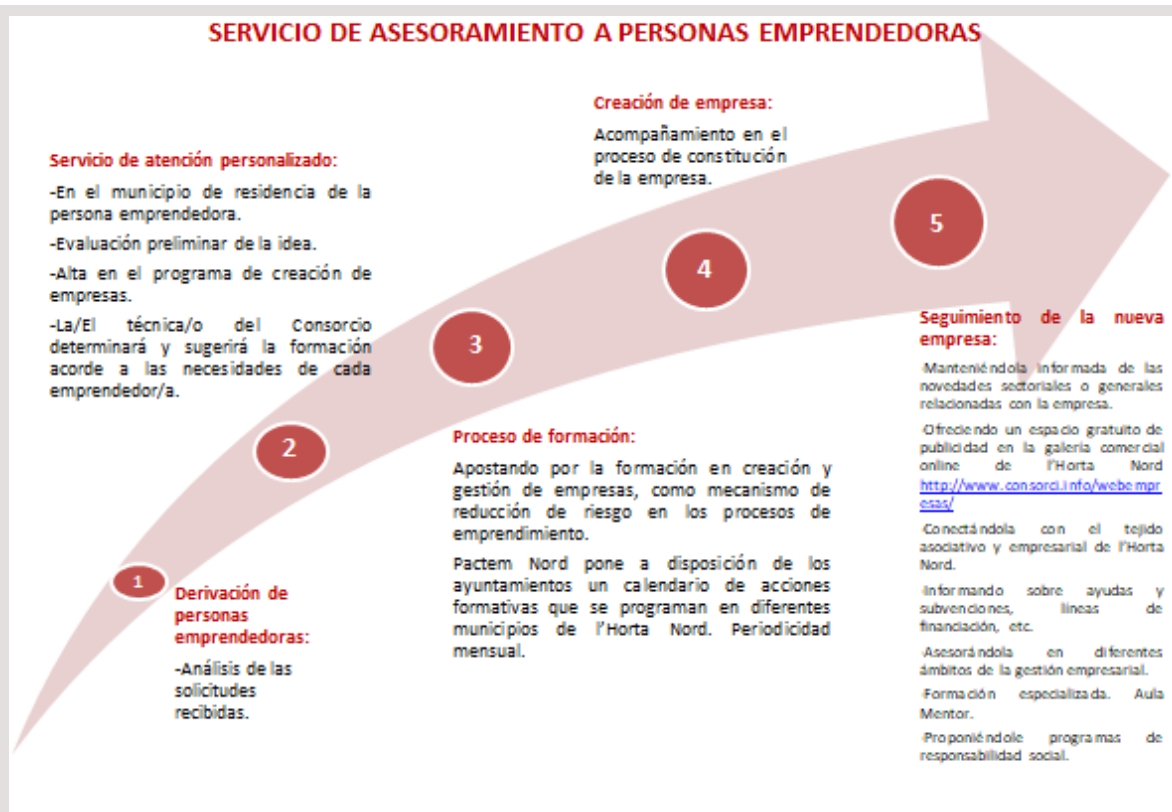 SERVICIO DE ASESORAMIENTO A PERSONAS EMPRENDEDORAS
1
Derivación de
personas
emprendedoras:
-Análisis de las
solicitudes
recibidas.
2
Servicio de atención personalizado:
-En el municipio de residencia de la
persona emprendedora.
-Evaluación preliminar de la idea.
-Alta en el programa de creación de
empresas.
-La/El técnica/o del Consorcio
determinará y sugerirá la formación
acorde a las necesidades de cada
emprendedor/a.
3
Proceso de formación:
Apostando por la formación en creación y
gestión de empresas, como mecanismo de
reducción de riesgo en los procesos de
emprendimiento.
Pactem Nord pone a disposición de los
ayuntamientos un calendario de acciones
formativas que se programan en diferentes
municipios de l'Horta Nord. Periodicidad
mensual.
4
Creación de empresa:
Acompañamiento en el
proceso de constitución
de la empresa.
5
Seguimiento de la nueva
empresa:
·Manteniéndola informada de las
novedades sectoriales o generales
relacionadas con la empresa.
·Ofreciendo un espacio gratuito de
publicidad en la galería comercial
online de l'Horta Nord
http://www.consorci.info/webempr
esas/
·Conectándola con el tejido
asociativo y empresarial de l'Horta
Nord.
·Informando sobre ayudas y
subvenciones, líneas de
financiación, etc.
·Asesorándola en diferentes
ámbitos de la gestión empresarial.
·Formación especializada. Aula
Mentor.
·Proponiéndole programas de
responsabilidad social.